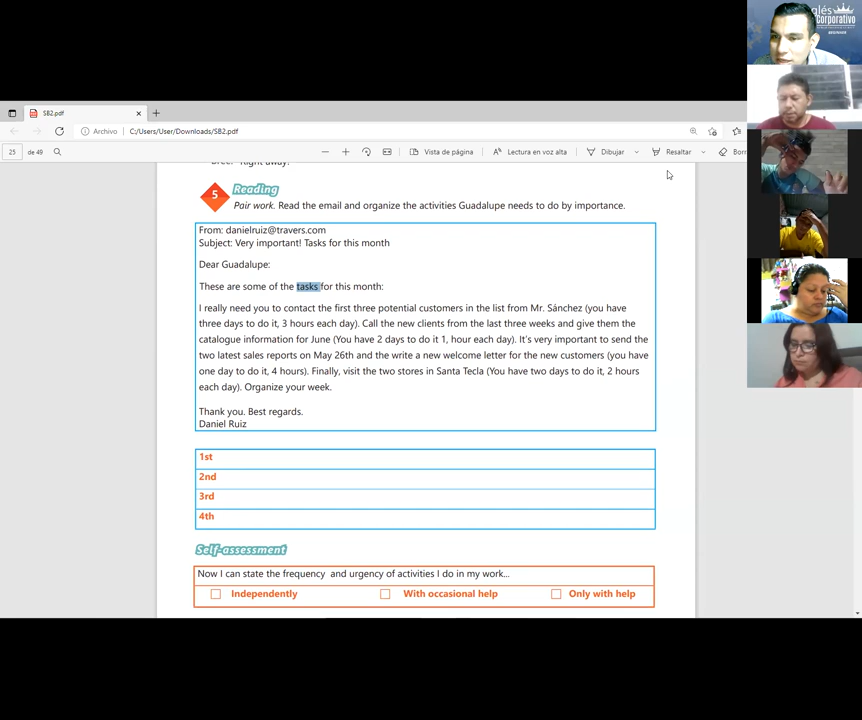 glés
Corporativo
SB2.pdf
Archivo
C:/Users/User/Downloads/SB2.pdf
25
de 49
Vista de página
Lectura en voz alta
Dibujar
Resaltar
Borr
Right away!
5
Reading
Pair work. Read the email and organize the activities Guadalupe needs to do by importance.
From: danielruiz@travers.com
Subject: Very important! Tasks for this month
Dear Guadalupe:
These are some of the tasks for this month:
I really need you to contact the first three potential customers in the list from Mr. Sánchez (you have
three days to do it, 3 hours each day). Call the new clients from the last three weeks and give them the
catalogue information for June (You have 2 days to do it 1, hour each day). It's very important to send the
two latest sales reports on May 26th and the write a new welcome letter for the new customers (you have
one day to do it, 4 hours). Finally, visit the two stores in Santa Tecla (You have two days to do it, 2 hours
each day). Organize your week.
Thank you. Best regards.
Daniel Ruiz
1st
2nd
3rd
4th
Self-assessment
Now I can state the frequency and urgency of activities I do in my work...
Independently
With occasional help
Only with help